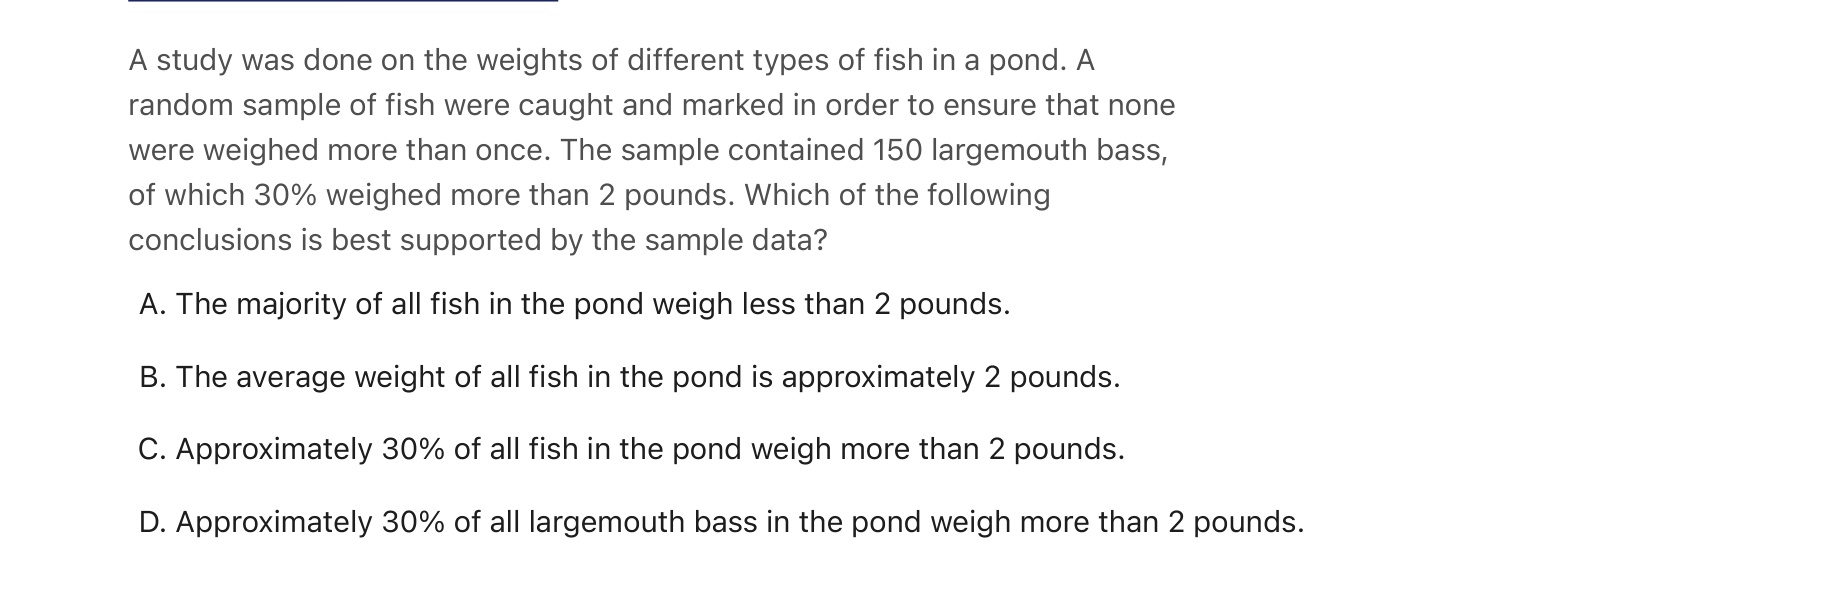 A study was done on the weights of different types of fish in a pond. A
random sample of fish were caught and marked in order to ensure that none
were weighed more than once. The sample contained 150 largemouth bass,
of which 30% weighed more than 2 pounds. Which of the following
conclusions is best supported by the sample data?
A. The majority of all fish in the pond weigh less than 2 pounds.
B. The average weight of all fish in the pond is approximately 2 pounds.
C. Approximately 30% of all fish in the pond weigh more than 2 pounds.
D. Approximately 30% of all largemouth bass in the pond weigh more than 2 pounds.